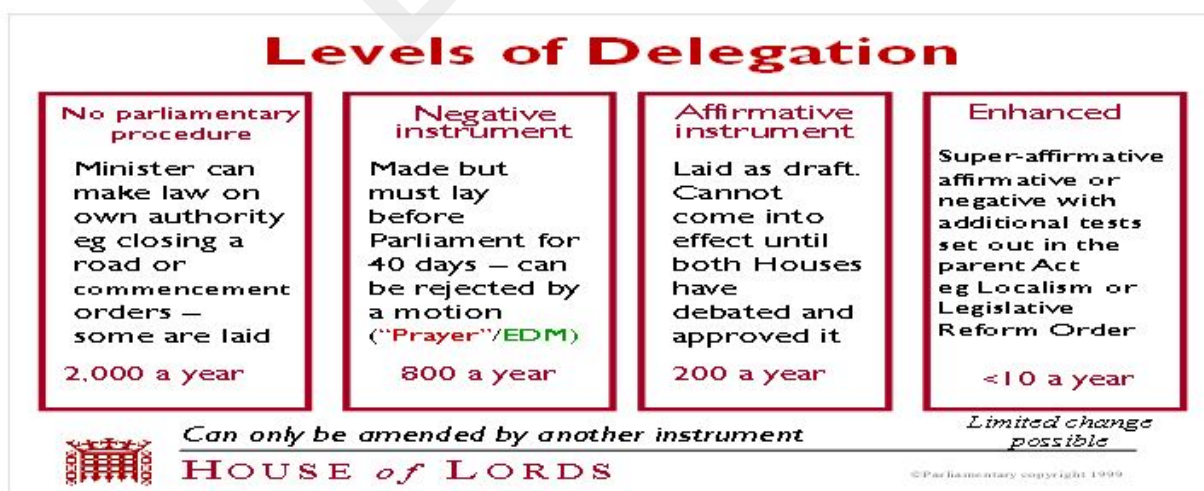 Levels of Delegation
No parliamentary
procedure
Minister can
make law on
own authority
eg closing a
road or
commencement
orders –
some are laid
2,000 a year
Negative
instrument
Made but
must lay
before
Parliament for
40 days – can
be rejected by
a motion
("Prayer"/EDM)
800 a year
Affirmative
instrument
Laid as draft.
Cannot
come into
effect until
both Houses
have
debated and
approved it
200 a year
Enhanced
Super-affirmative
affirmative or
negative with
additional tests
set out in the
parent Act
eg Localism or
Legislative
Reform Order
<10 a year
Can only be amended by another instrument
Limited change
possible
HOUSE of LORDS
©Parliamentary copyright 1999